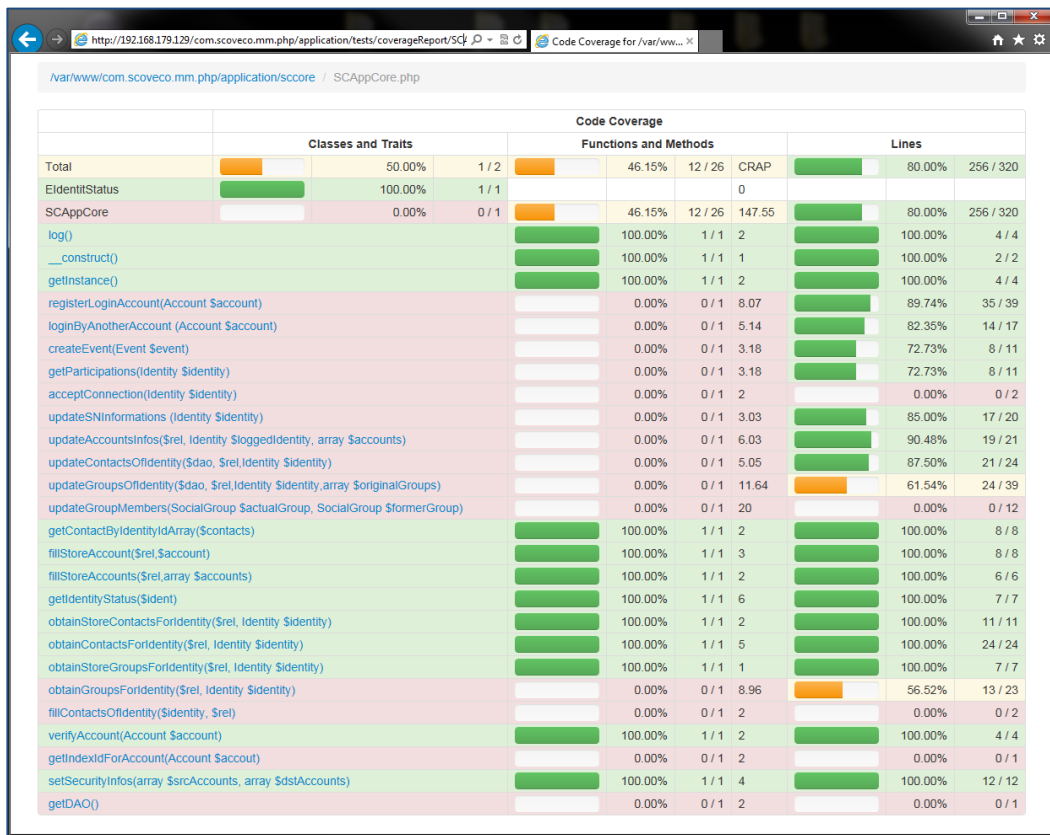 http://192.168.179.129/com.scoveco.mm.php/application/tests/coverageReport/SC
Code Coverage for /var/ww...
/var/www/com.scoveco.mm.php/application/sccore / SCAppCore.php
Code Coverage
Classes and Traits Functions and Methods Lines
Total 50.00% 1 / 2 46.15% 12 / 26 CRAP 80.00% 256 / 320
EIdentitStatus 100.00% 1 / 1 0
SCAppCore 0.00% 0 / 1 46.15% 12 / 26 147.55 80.00% 256 / 320
log() 100.00% 1 / 1 2 100.00% 4 / 4
__construct() 100.00% 1 / 1 1 100.00% 2 / 2
getInstance() 100.00% 1 / 1 2 100.00% 4 / 4
registerLoginAccount(Account $account) 0.00% 0 / 1 8.07 89.74% 35 / 39
loginByAnotherAccount (Account $account) 0.00% 0 / 1 5.14 82.35% 14 / 17
createEvent(Event $event) 0.00% 0 / 1 3.18 72.73% 8 / 11
getParticipations(Identity $identity) 0.00% 0 / 1 3.18 72.73% 8 / 11
acceptConnection(Identity $identity) 0.00% 0 / 1 2 0.00% 0 / 2
updateSNInformations (Identity $identity) 0.00% 0 / 1 3.03 85.00% 17 / 20
updateAccountsInfos($rel, Identity $loggedIdentity, array $accounts) 0.00% 0 / 1 6.03 90.48% 19 / 21
updateContactsOfIdentity($dao, $rel,Identity $identity) 0.00% 0 / 1 5.05 87.50% 21 / 24
updateGroupsOfIdentity($dao, $rel,Identity $identity,array $originalGroups) 0.00% 0 / 1 11.64 61.54% 24 / 39
updateGroupMembers(SocialGroup $actualGroup, SocialGroup $formerGroup) 0.00% 0 / 1 20 0.00% 0 / 12
getContactByIdentityIdArray($contacts) 100.00% 1 / 1 2 100.00% 8 / 8
fillStoreAccount($rel,$account) 100.00% 1 / 1 3 100.00% 8 / 8
fillStoreAccounts($rel,array $accounts) 100.00% 1 / 1 2 100.00% 6 / 6
getIdentityStatus($ident) 100.00% 1 / 1 6 100.00% 7 / 7
obtainStoreContactsForIdentity($rel, Identity $identity) 100.00% 1 / 1 2 100.00% 11 / 11
obtainContactsForIdentity($rel, Identity $identity) 100.00% 1 / 1 5 100.00% 24 / 24
obtainStoreGroupsForIdentity($rel, Identity $identity) 100.00% 1 / 1 1 100.00% 7 / 7
obtainGroupsForIdentity($rel, Identity $identity) 0.00% 0 / 1 8.96 56.52% 13 / 23
fillContactsOfIdentity($identity, $rel) 0.00% 0 / 1 2 0.00% 0 / 2
verifyAccount(Account $account) 100.00% 1 / 1 2 100.00% 4 / 4
getIndexIdForAccount(Account $accout) 0.00% 0 / 1 2 0.00% 0 / 1
setSecurityInfos(array $srcAccounts, array $dstAccounts) 100.00% 1 / 1 4 100.00% 12 / 12
getDAO() 0.00% 0 / 1 2 0.00% 0 / 1